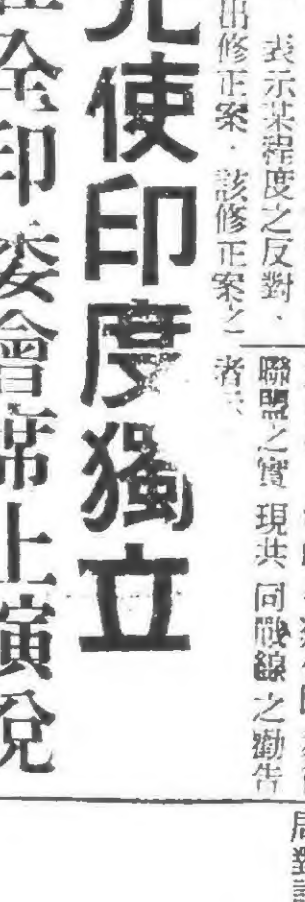 表示某程度之反對、
出修正案・該修正案之
聯盟之實現共同戰線之勸告
者云、
使印度獨立
全印委會席上演說